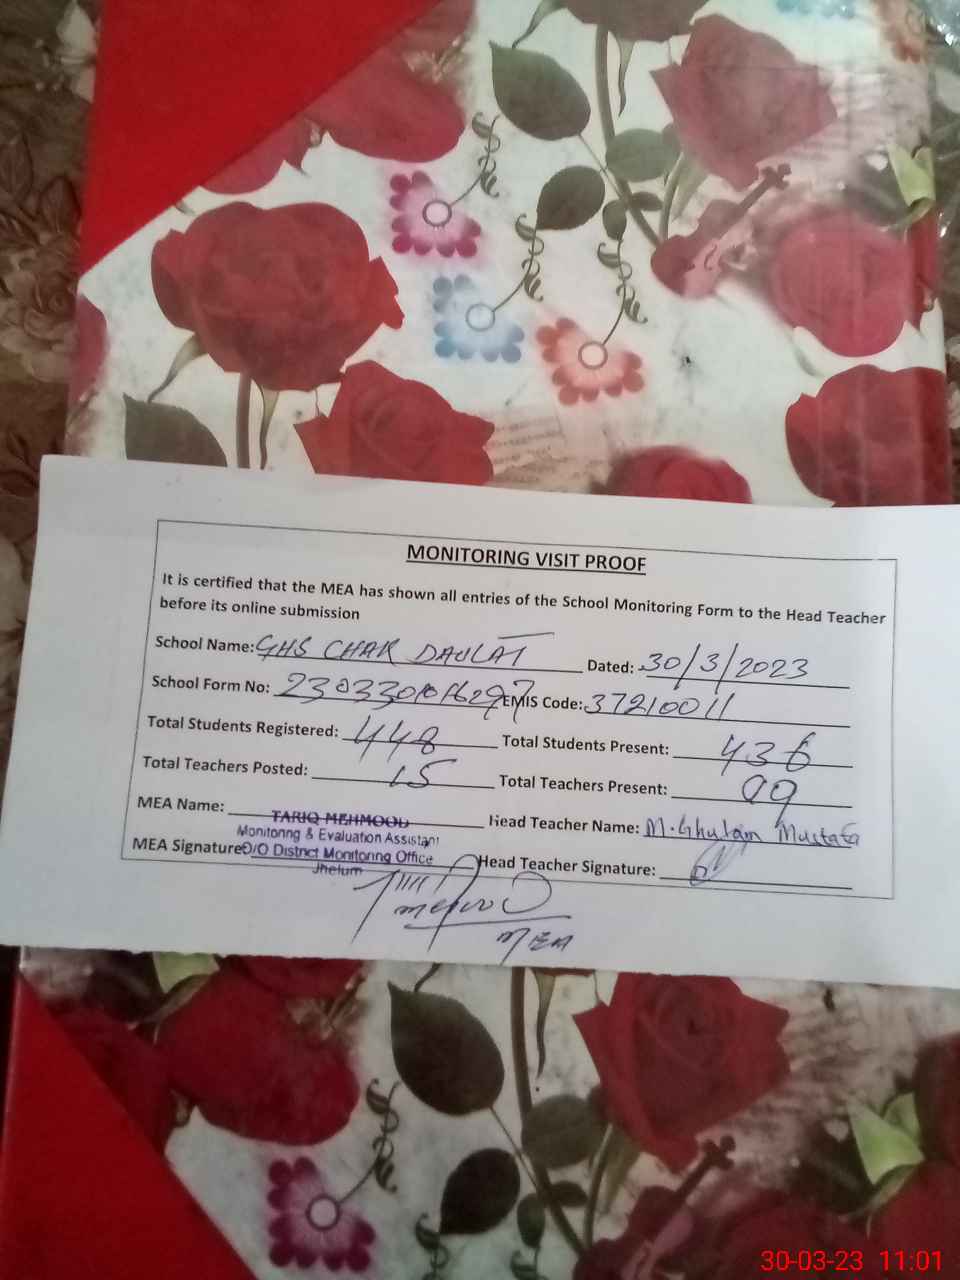 MONITORING VISIT PROOF
It is certified that the MEA has shown all entries of the School Monitoring Form to the Head Teacher
before its online submission
School Name: GHS CHAK DAULAT Dated: 30/3/2023
School Form No: EMIS Code: 37210011
Total Students Registered: 448 Total Students Present: 436
Total Teachers Posted: 15 Total Teachers Present: 09
MEA Name: TARIQ MEHMOOD Head Teacher Name: M. Ghulam Mustafa
Monitoring & Evaluation Assistant
MEA Signature: O/O District Monitoring Office Head Teacher Signature:
Jhelum
MEA
30-03-23 11:01